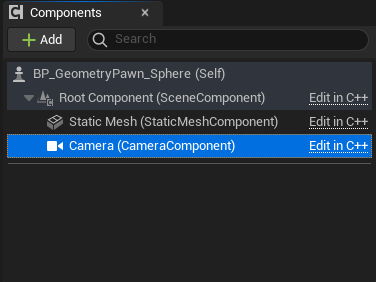 Components
Add
Search
BP_GeometryPawn_Sphere (Self)
Root Component (SceneComponent) Edit in C++
Static Mesh (StaticMeshComponent) Edit in C++
Camera (CameraComponent) Edit in C++